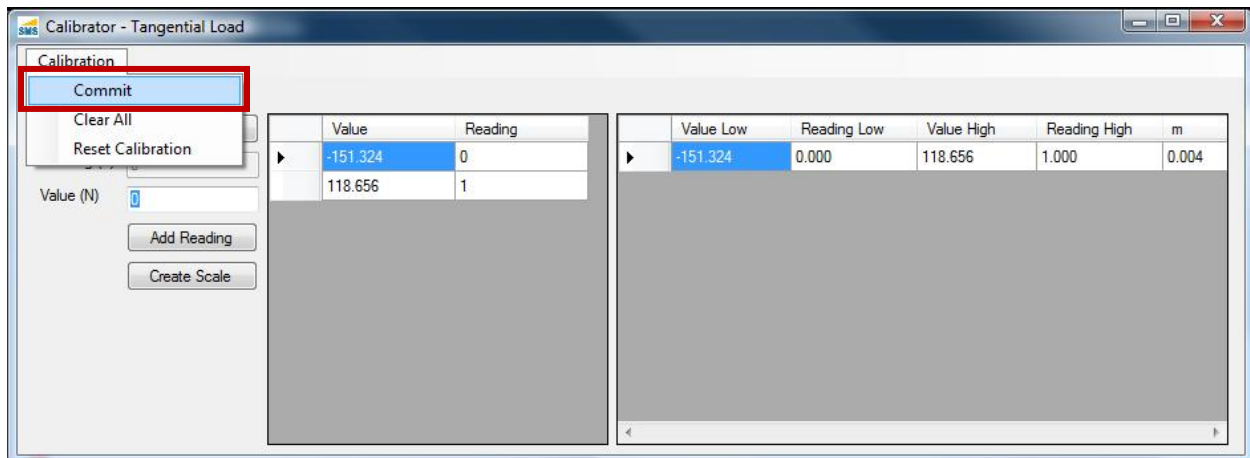 SMS Calibrator - Tangential Load
Calibration
Commit
Clear All
Reset Calibration
Value (N) 0
Add Reading
Create Scale
Value Reading
-151.324 0
118.656 1
Value Low Reading Low Value High Reading High m
-151.324 0.000 118.656 1.000 0.004